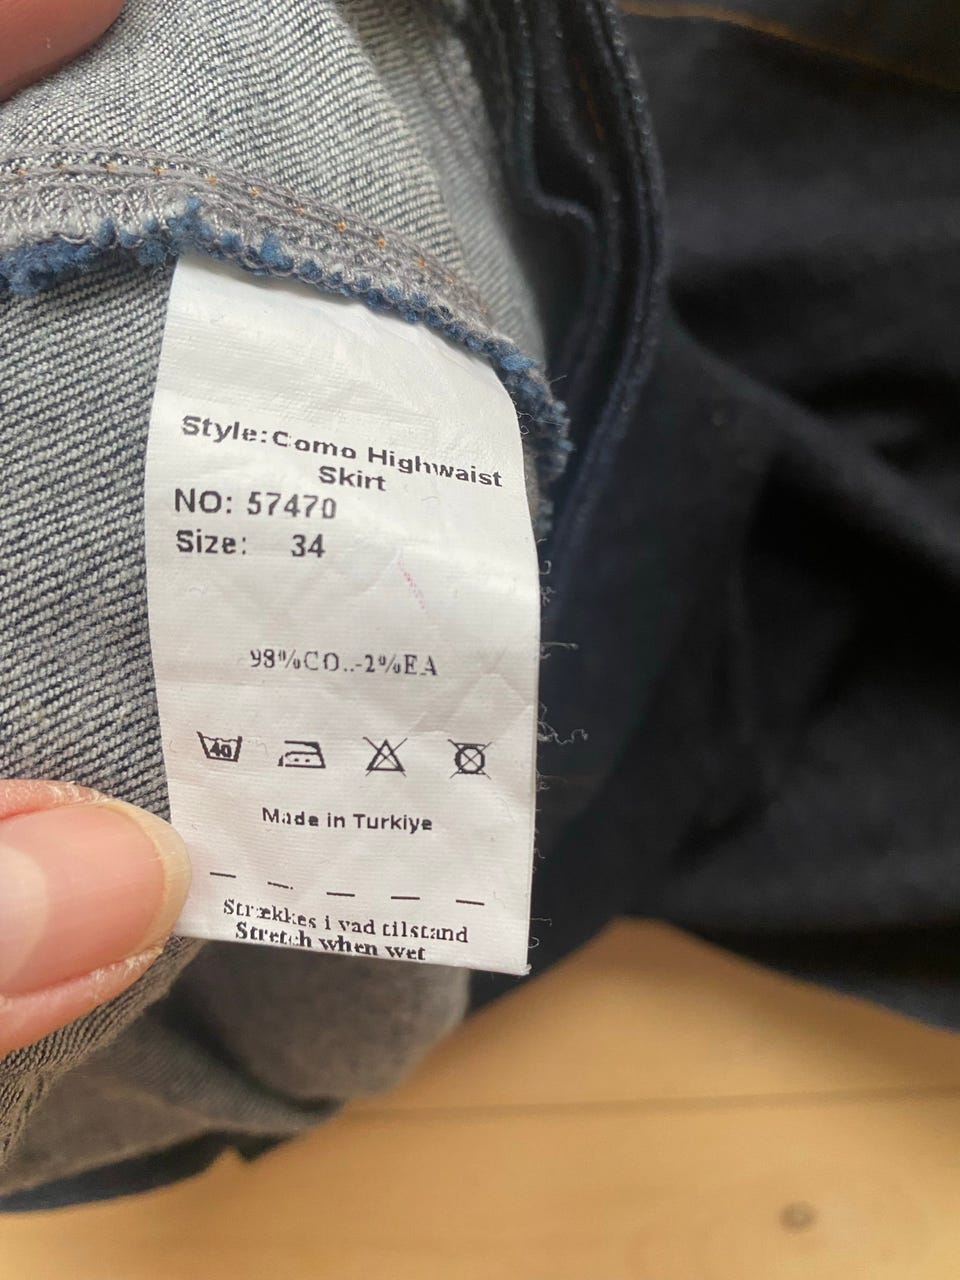 Style:Como Highwaist
Skirt
NO: 57470
Size: 34
98%CO..-2%EA
40
Made in Turkiye
Strækkes i vad tilstand
Stretch when wet